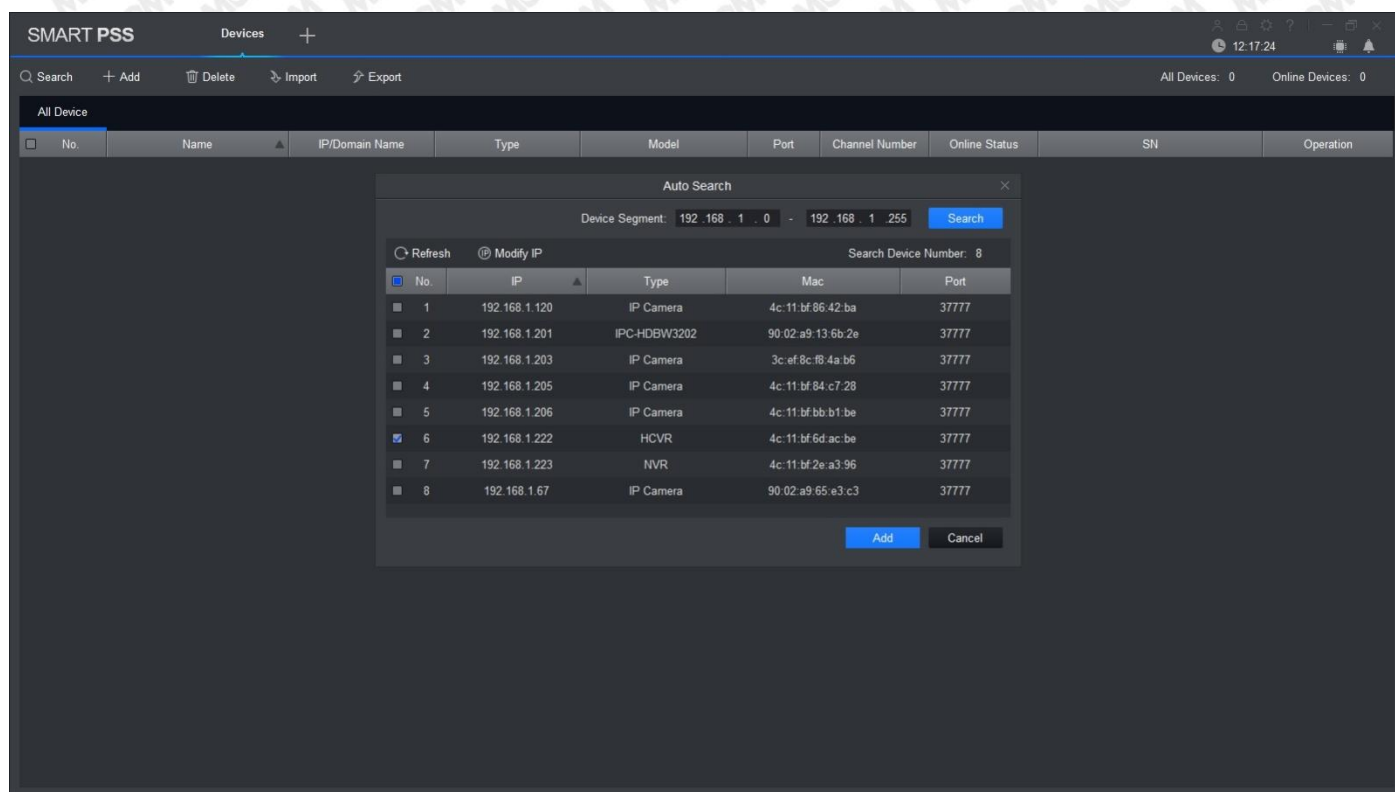 SMART PSS Devices
12:17:24
Search Add Delete Import Export All Devices: 0 Online Devices: 0
All Device
No. Name IP/Domain Name Type Model Port Channel Number Online Status SN Operation
Auto Search
Device Segment: 192 .168 . 1 . 0 - 192 .168 . 1 .255 Search
Refresh IP Modify IP Search Device Number: 8
No. IP Type Mac Port
1 192.168.1.120 IP Camera 4c:11:bf:86:42:ba 37777
2 192.168.1.201 IPC-HDBW3202 90:02:a9:13:6b:2e 37777
3 192.168.1.203 IP Camera 3c:ef:8c:f8:4a:b6 37777
4 192.168.1.205 IP Camera 4c:11:bf:84:c7:28 37777
5 192.168.1.206 IP Camera 4c:11:bf:bb:b1:be 37777
6 192.168.1.222 HCVR 4c:11:bf:6d:ac:be 37777
7 192.168.1.223 NVR 4c:11:bf:2e:a3:96 37777
8 192.168.1.67 IP Camera 90:02:a9:65:e3:c3 37777
Add Cancel